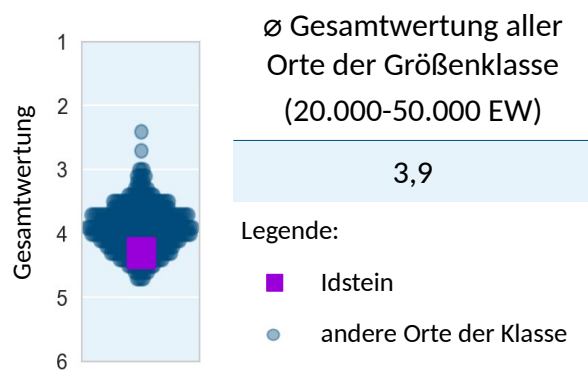 ø Gesamtwertung aller
Orte der Größenklasse
(20.000-50.000 EW)
3,9
Gesamtwertung
1
2
3
4
5
6
Legende:
Idstein
andere Orte der Klasse